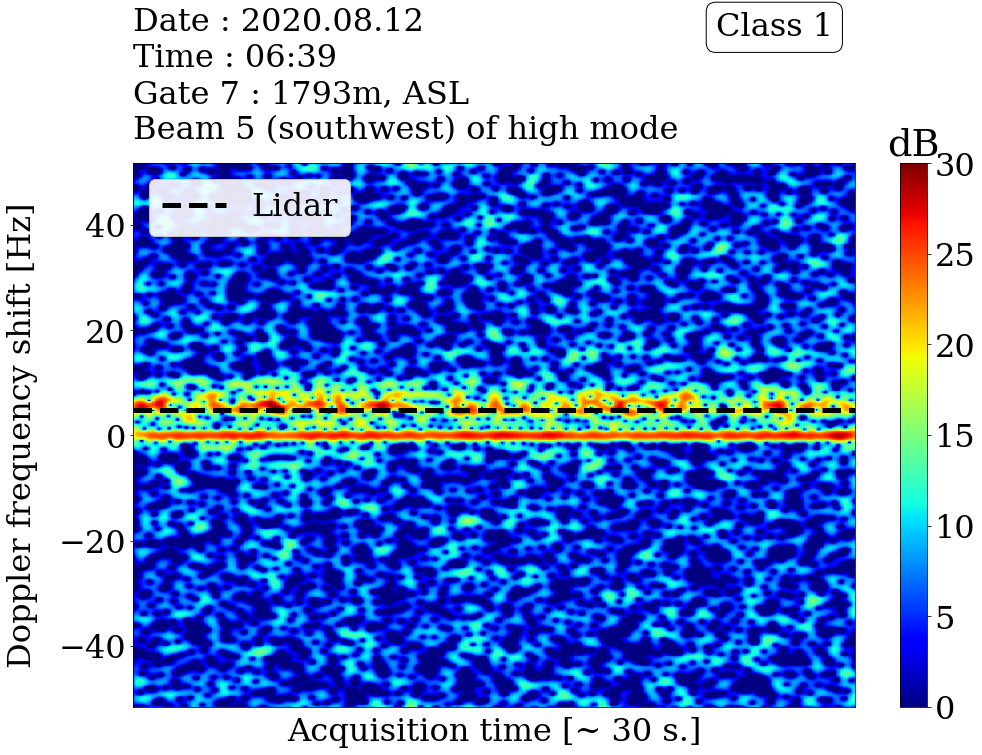 Date : 2020.08.12
Time : 06:39
Gate 7 : 1793m, ASL
Beam 5 (southwest) of high mode
Class 1
dB
Lidar
Doppler frequency shift [Hz]
40
20
0
−20
−40
Acquisition time [~ 30 s.]
30
25
20
15
10
5
0